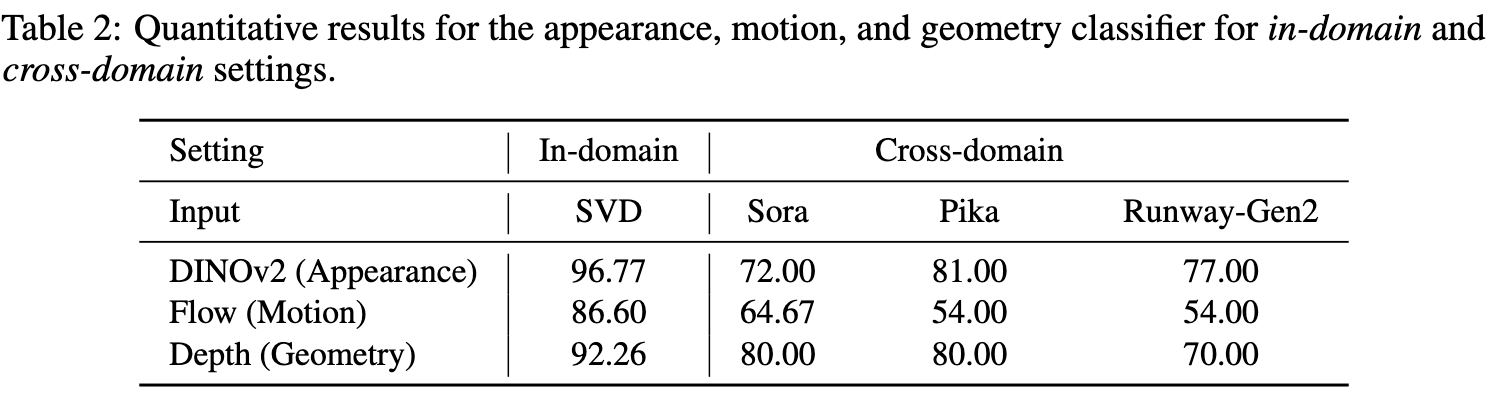 Table 2: Quantitative results for the appearance, motion, and geometry classifier for in-domain and
cross-domain settings.
Setting In-domain Cross-domain
Input SVD Sora Pika Runway-Gen2
DINOv2 (Appearance) 96.77 72.00 81.00 77.00
Flow (Motion) 86.60 64.67 54.00 54.00
Depth (Geometry) 92.26 80.00 80.00 70.00